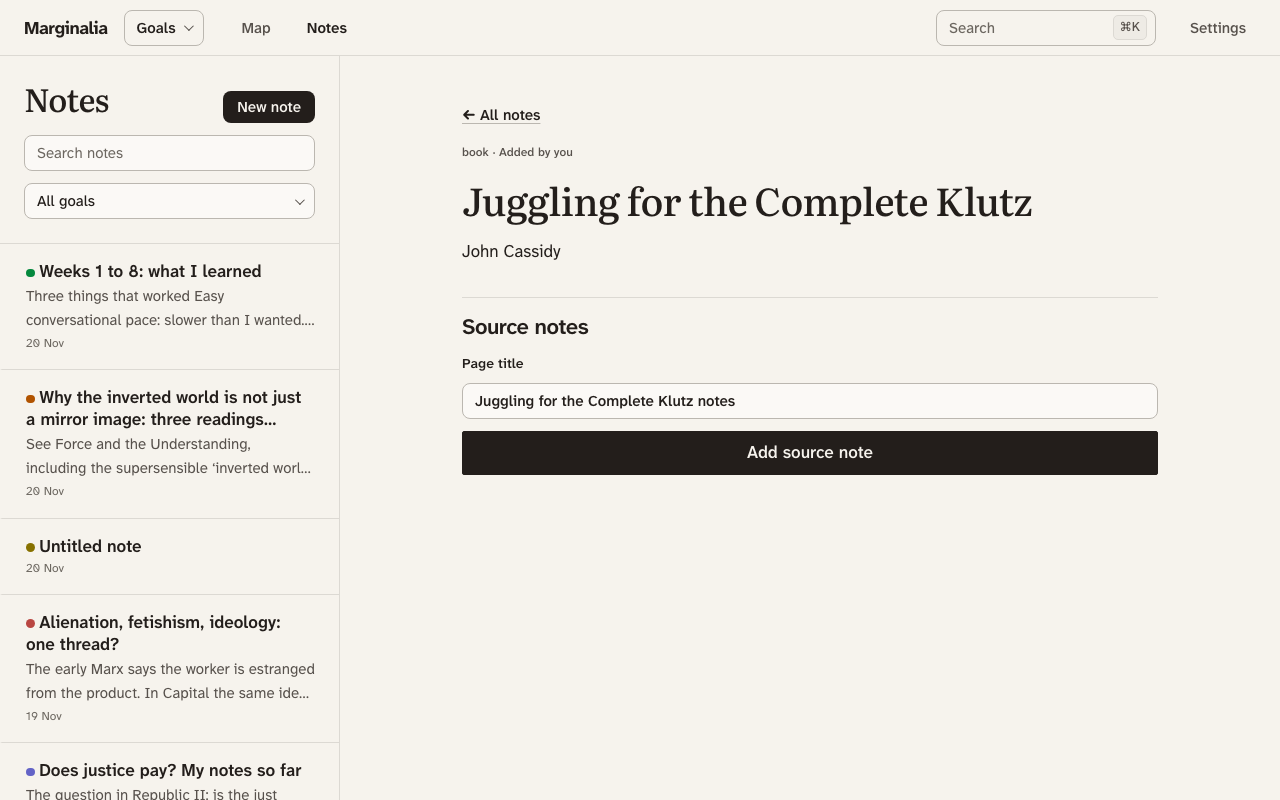 Marginalia
Goals
Map
Notes
Search
⌘K
Settings
Notes
New note
Search notes
All goals
Weeks 1 to 8: what I learned
Three things that worked Easy
conversational pace: slower than I wanted....
20 Nov
Why the inverted world is not just
a mirror image: three readings...
See Force and the Understanding,
including the supersensible ‘inverted worl...
20 Nov
Untitled note
20 Nov
Alienation, fetishism, ideology:
one thread?
The early Marx says the worker is estranged
from the product. In Capital the same ide...
19 Nov
Does justice pay? My notes so far
The question in Republic II: is the just
← All notes
book · Added by you
Juggling for the Complete Klutz
John Cassidy
Source notes
Page title
Juggling for the Complete Klutz notes
Add source note